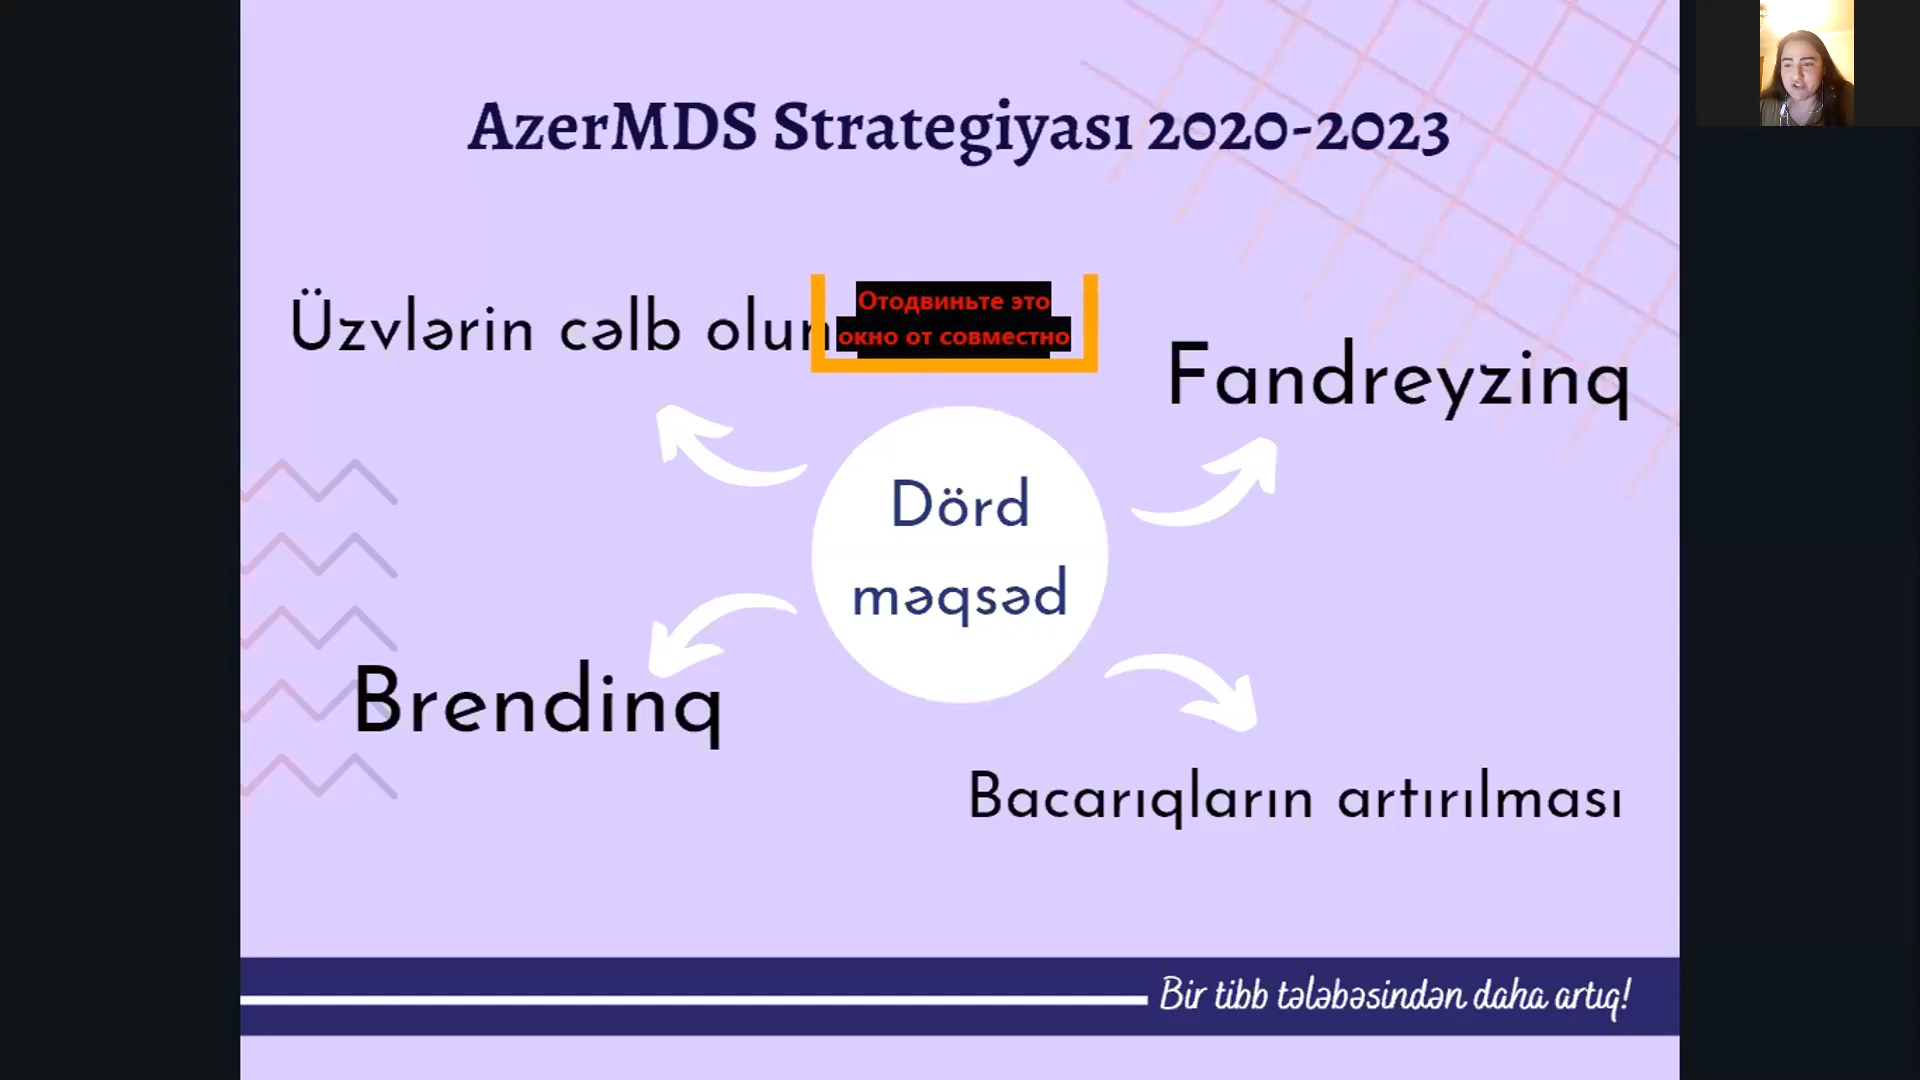 AzerMDS Strategiyası 2020-2023
Üzvlərin cəlb olun
Отодвиньте это
окно от совместно
Fandreyzinq
Dörd
məqsəd
Brendinq
Bacarıqların artırılması
Bir tibb tələbəsindən daha artıq!